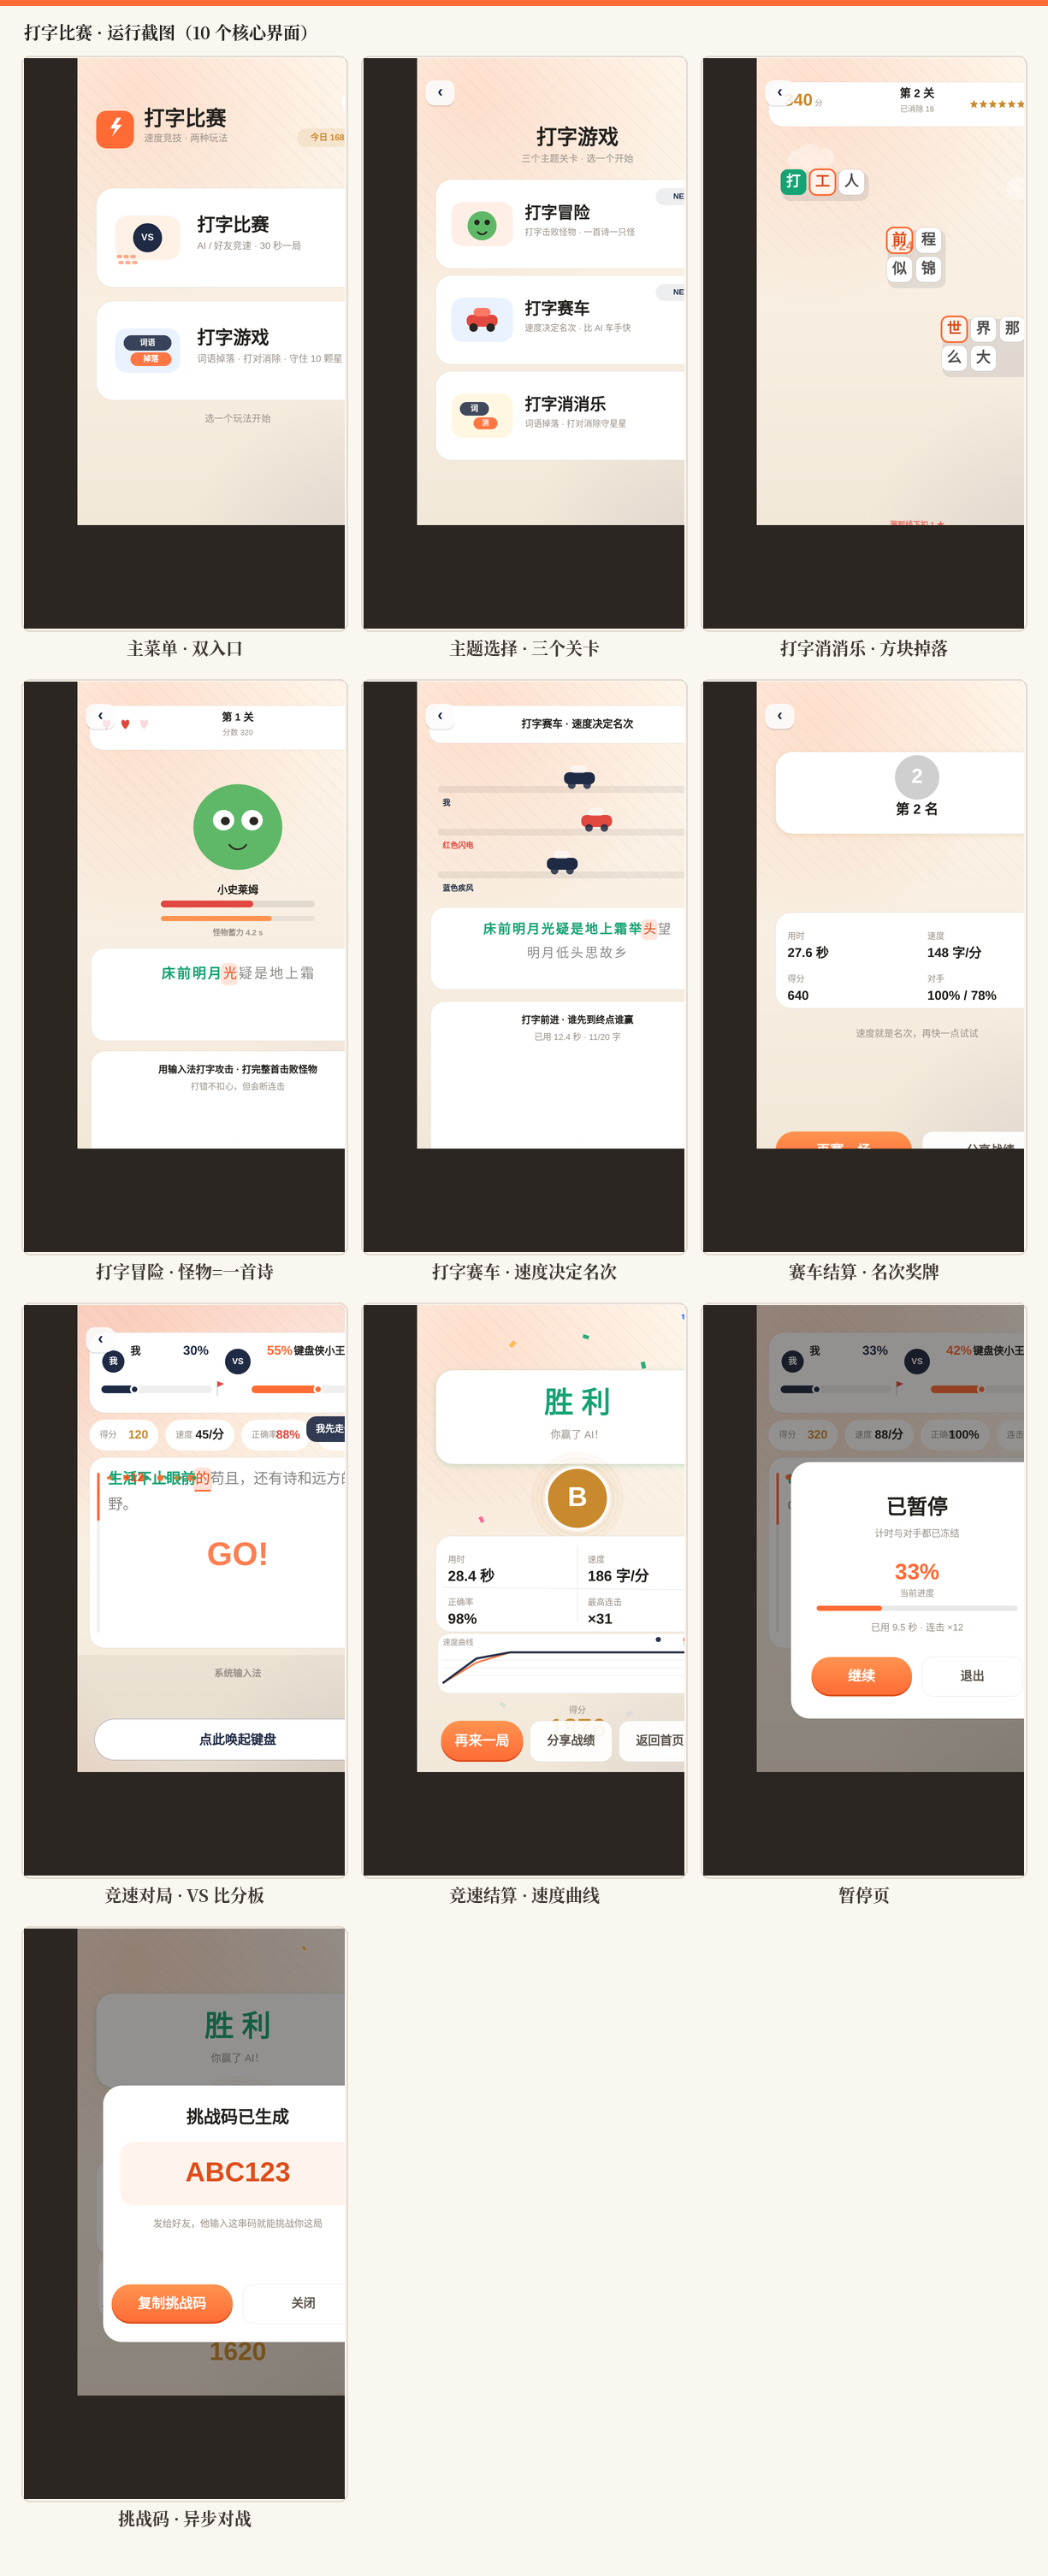 打字比赛 · 运行截图（10 个核心界面）
打字比赛
速度竞技 · 两种玩法
今日 168
VS
打字比赛
AI / 好友竞速 · 30 秒一局
词语
掉落
打字游戏
词语掉落 · 打对消除 · 守住 10 颗星
选一个玩法开始
主菜单 · 双入口
‹
打字游戏
三个主题关卡 · 选一个开始
NE
打字冒险
打字击败怪物 · 一首诗一只怪
NE
打字赛车
速度决定名次 · 比 AI 车手快
词
消
打字消消乐
词语掉落 · 打对消除守星星
主题选择 · 三个关卡
‹
340 分
第 2 关
已消除 18
★★★★★★
打 工 人
前 程
似 锦
世 界 那
么 大
打字消消乐 · 方块掉落
‹
第 1 关
分数 320
小史莱姆
怪物蓄力 4.2 s
床前明月光疑是地上霜
用输入法打字攻击 · 打完整首击败怪物
打错不扣心，但会断连击
打字冒险 · 怪物=一首诗
‹
打字赛车 · 速度决定名次
我
红色闪电
蓝色疾风
床前明月光疑是地上霜举头望
明月低头思故乡
打字前进 · 谁先到终点谁赢
已用 12.4 秒 · 11/20 字
打字赛车 · 速度决定名次
‹
2
第 2 名
用时
27.6 秒
速度
148 字/分
得分
640
对手
100% / 78%
速度就是名次，再快一点试试
赛车结算 · 名次奖牌
‹
我
我
30%
VS
55% 键盘侠小王
得分 120
速度 45/分
正确率 88%
我先走
生活不止眼前的苟且，还有诗和远方的
野。
GO!
系统输入法
点此唤起键盘
竞速对局 · VS 比分板
胜 利
你赢了 AI!
B
用时
28.4 秒
速度
186 字/分
正确率
98%
最高连击
×31
速度曲线
得分
再来一局
分享战绩
返回首页
竞速结算 · 速度曲线
我
我
33%
VS
42% 键盘侠小王
得分 320
速度 88/分
正确 100%
连击
已暂停
计时与对手都已冻结
33%
当前进度
已用 9.5 秒 · 连击 ×12
继续
退出
暂停页
胜 利
你赢了 AI!
挑战码已生成
ABC123
发给好友，他输入这串码就能挑战你这局
复制挑战码
关闭
1620
挑战码 · 异步对战